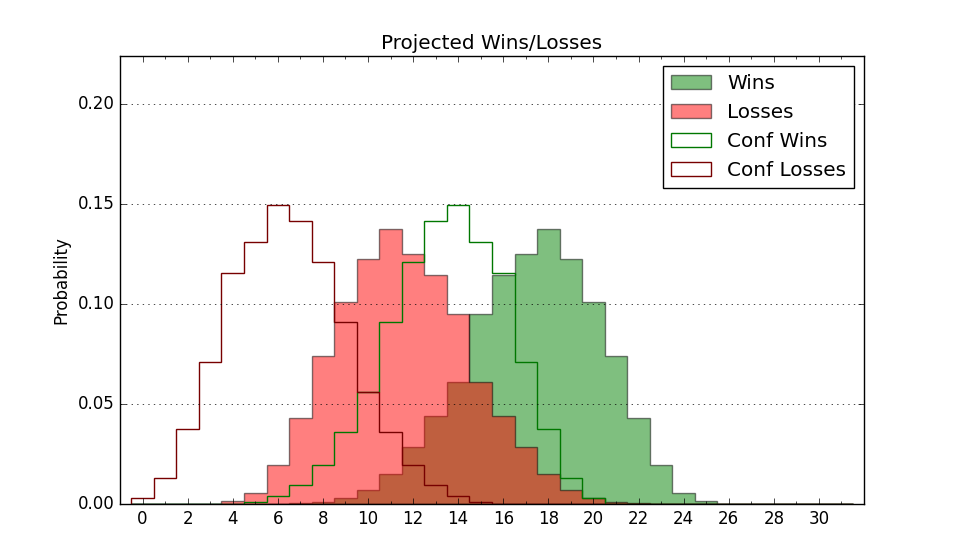 Projected Wins/Losses
Wins
Losses
Conf Wins
Conf Losses
Probability
0.20
0.15
0.10
0.05
0.00
0 2 4 6 8 10 12 14 16 18 20 22 24 26 28 30